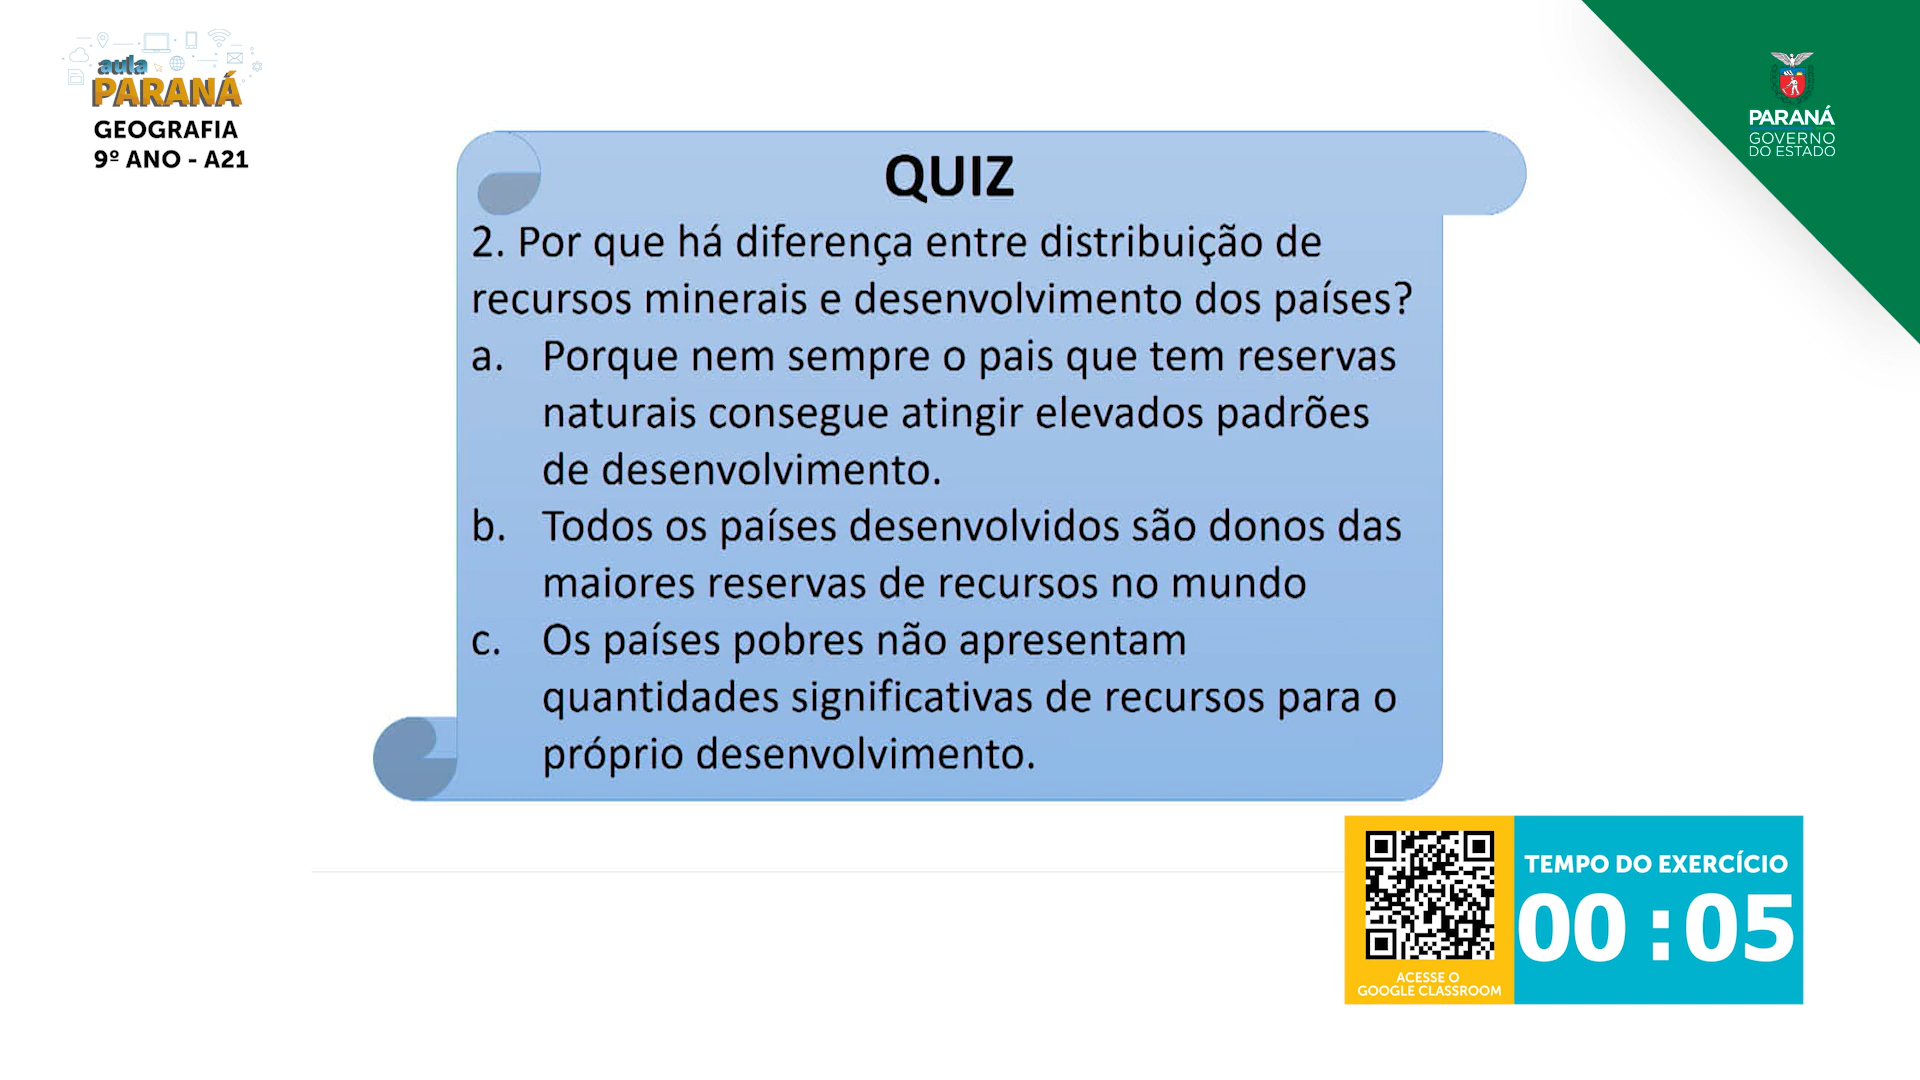 aula
PARANÁ
GEOGRAFIA
9º ANO - A21
PARANÁ
GOVERNO
DO ESTADO
QUIZ
2. Por que há diferença entre distribuição de
recursos minerais e desenvolvimento dos países?
a. Porque nem sempre o pais que tem reservas
naturais consegue atingir elevados padrões
de desenvolvimento.
b. Todos os países desenvolvidos são donos das
maiores reservas de recursos no mundo
c. Os países pobres não apresentam
quantidades significativas de recursos para o
próprio desenvolvimento.
ACESSE O
GOOGLE CLASSROOM
TEMPO DO EXERCÍCIO
00:05